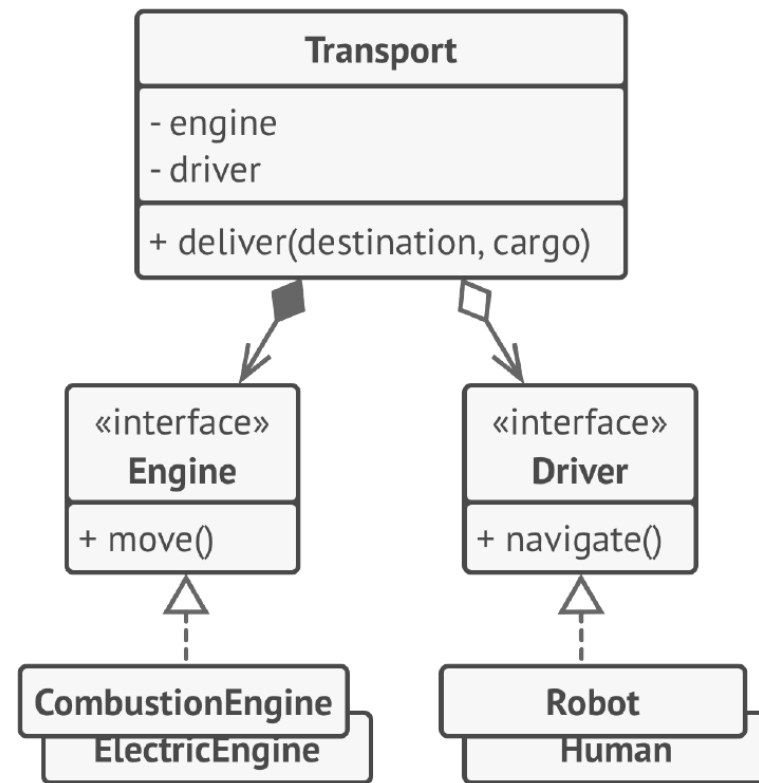 Transport
- engine
- driver
+ deliver(destination, cargo)
«interface»
Engine
+ move()
«interface»
Driver
+ navigate()
CombustionEngine
ElectricEngine
Robot
Human